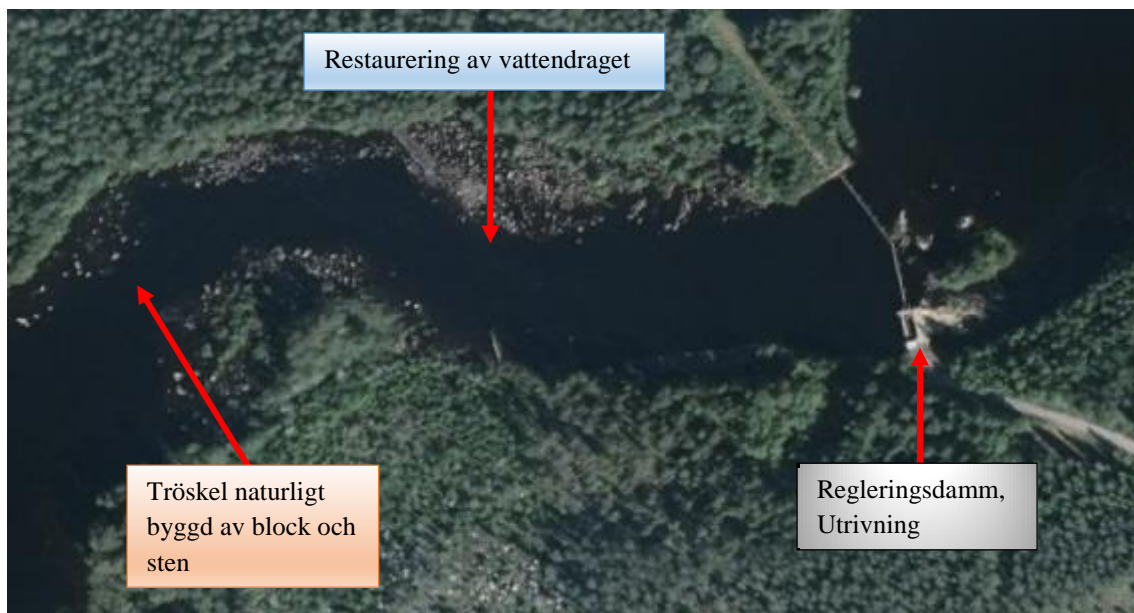 Restaurering av vattendraget
Tröskel naturligt
byggd av block och
sten
Regleringsdamm,
Utrivning